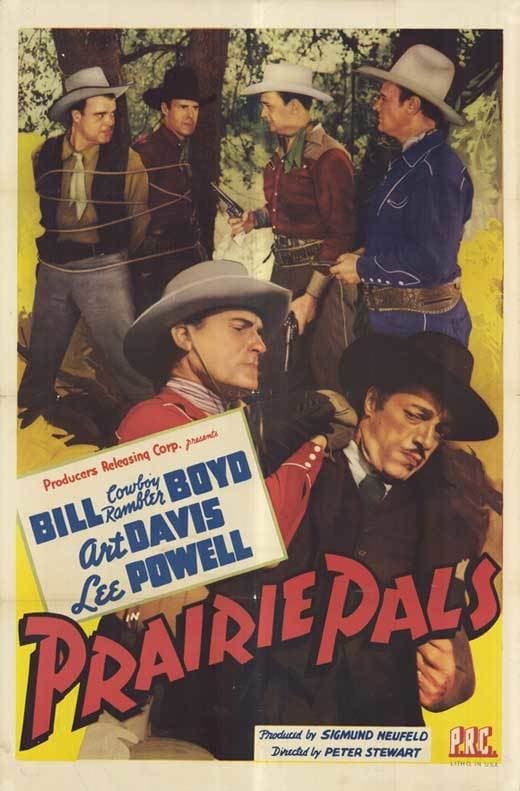 Producers Releasing Corp. presents
BILL Cowboy Rambler BOYD
Art DAVIS
Lee POWELL
IN
PRAIRIE PALS
Produced by SIGMUND NEUFELD
Directed by PETER STEWART
P.R.C.
LITHO. IN U.S.A.